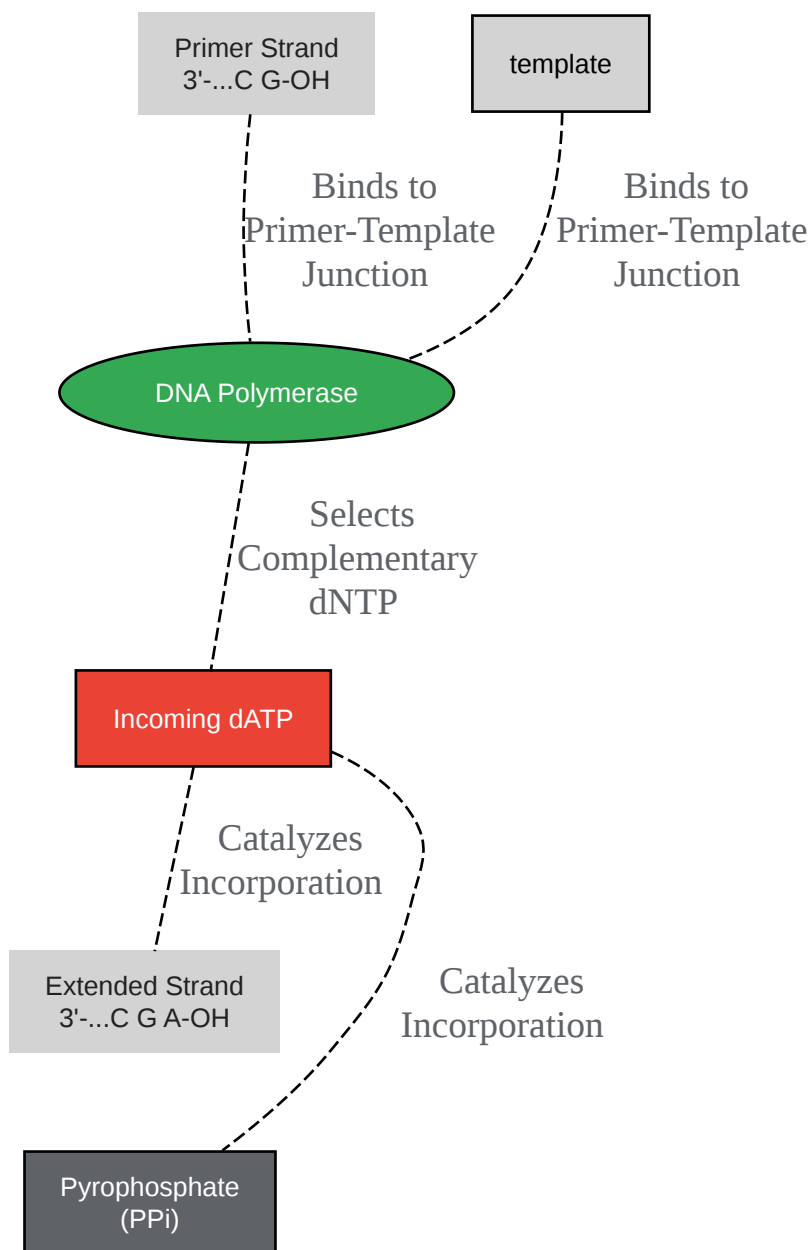 Primer Strand
3'-...C G-OH
template
Binds to
Primer-Template
Junction
Binds to
Primer-Template
Junction
DNA Polymerase
Selects
Complementary
dNTP
Incoming dATP
Catalyzes
Incorporation
Extended Strand
3'-...C G A-OH
Catalyzes
Incorporation
Pyrophosphate
(PPi)